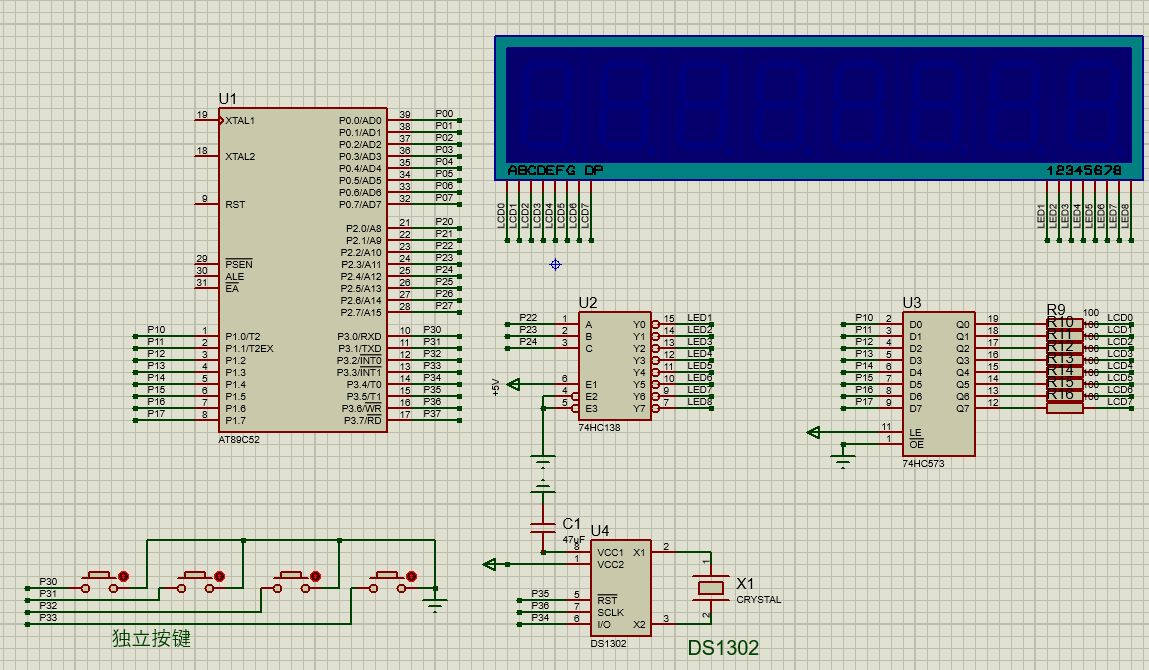 ABCDEFG DP
12345678
LCD0
LCD1
LCD2
LCD3
LCD4
LCD5
LCD6
LCD7
LED1
LED2
LED3
LED4
LED5
LED6
LED7
LED8
U1
19 XTAL1
18 XTAL2
9 RST
29 PSEN
30 ALE
31 EA
P10 1 P1.0/T2
P11 2 P1.1/T2EX
P12 3 P1.2
P13 4 P1.3
P14 5 P1.4
P15 6 P1.5
P16 7 P1.6
P17 8 P1.7
P0.0/AD0 39 P00
P0.1/AD1 38 P01
P0.2/AD2 37 P02
P0.3/AD3 36 P03
P0.4/AD4 35 P04
P0.5/AD5 34 P05
P0.6/AD6 33 P06
P0.7/AD7 32 P07
P2.0/A8 21 P20
P2.1/A9 22 P21
P2.2/A10 23 P22
P2.3/A11 24 P23
P2.4/A12 25 P24
P2.5/A13 26 P25
P2.6/A14 27 P26
P2.7/A15 28 P27
P3.0/RXD 10 P30
P3.1/TXD 11 P31
P3.2/INT0 12 P32
P3.3/INT1 13 P33
P3.4/T0 14 P34
P3.5/T1 15 P35
P3.6/WR 16 P36
P3.7/RD 17 P37
AT89C52
U2
P22 1 A Y0 15 LED1
P23 2 B Y1 14 LED2
P24 3 C Y2 13 LED3
Y3 12 LED4
Y4 11 LED5
+5V 6 E1 Y5 10 LED6
4 E2 Y6 9 LED7
5 E3 Y7 7 LED8
74HC138
U3
P10 2 D0 Q0 19
P11 3 D1 Q1 18
P12 4 D2 Q2 17
P13 5 D3 Q3 16
P14 6 D4 Q4 15
P15 7 D5 Q5 14
P16 8 D6 Q6 13
P17 9 D7 Q7 12
11 LE
1 OE
74HC573
R9 100 LCD0
R10 100 LCD1
R11 100 LCD2
R12 100 LCD3
R13 100 LCD4
R14 100 LCD5
R15 100 LCD6
R16 100 LCD7
C1
47uF
U4
8 VCC1 X1 2
1 VCC2
P35 5 RST
P36 7 SCLK
P34 6 I/O X2 3
DS1302
1
X1
CRYSTAL
2
DS1302
P30
P31
P32
P33
独立按键